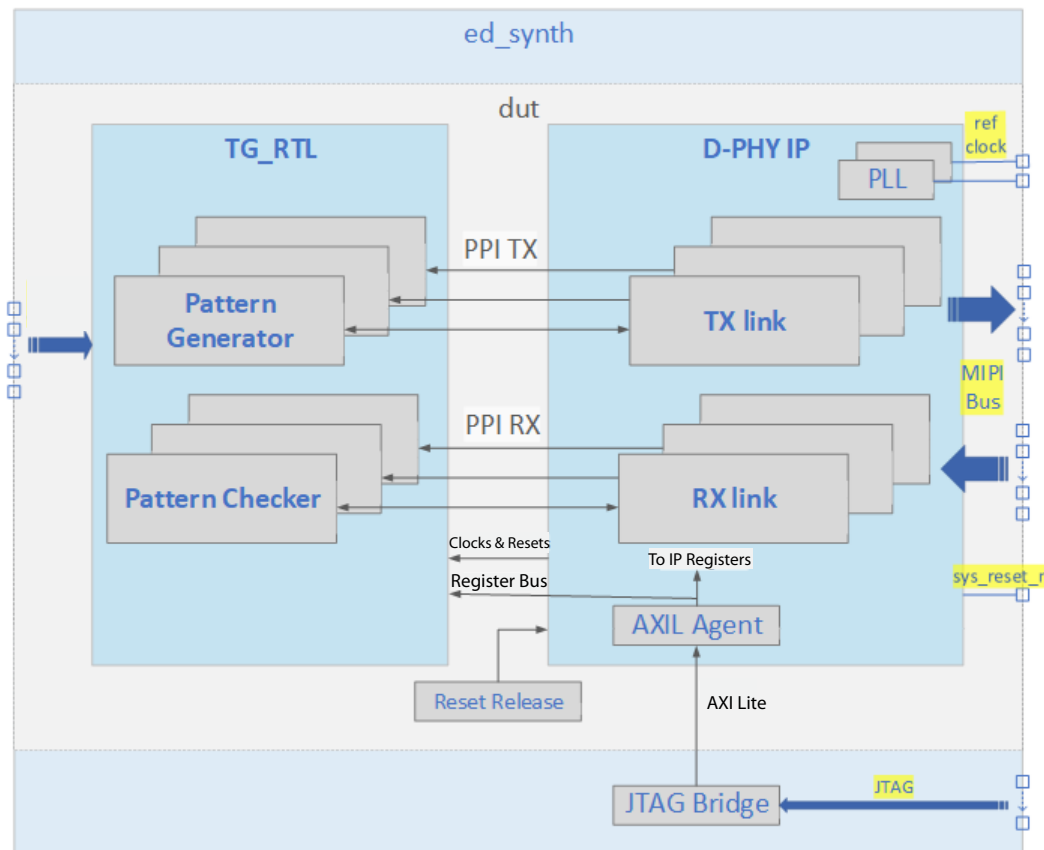 ed_synth
dut
TG_RTL
D-PHY IP
ref
clock
PLL
PPI TX
Pattern
Generator
TX link
MIPI
Bus
PPI RX
Pattern Checker
RX link
Clocks & Resets
To IP Registers
Register Bus
sys_reset_n
AXIL Agent
Reset Release
AXI Lite
JTAG Bridge
JTAG